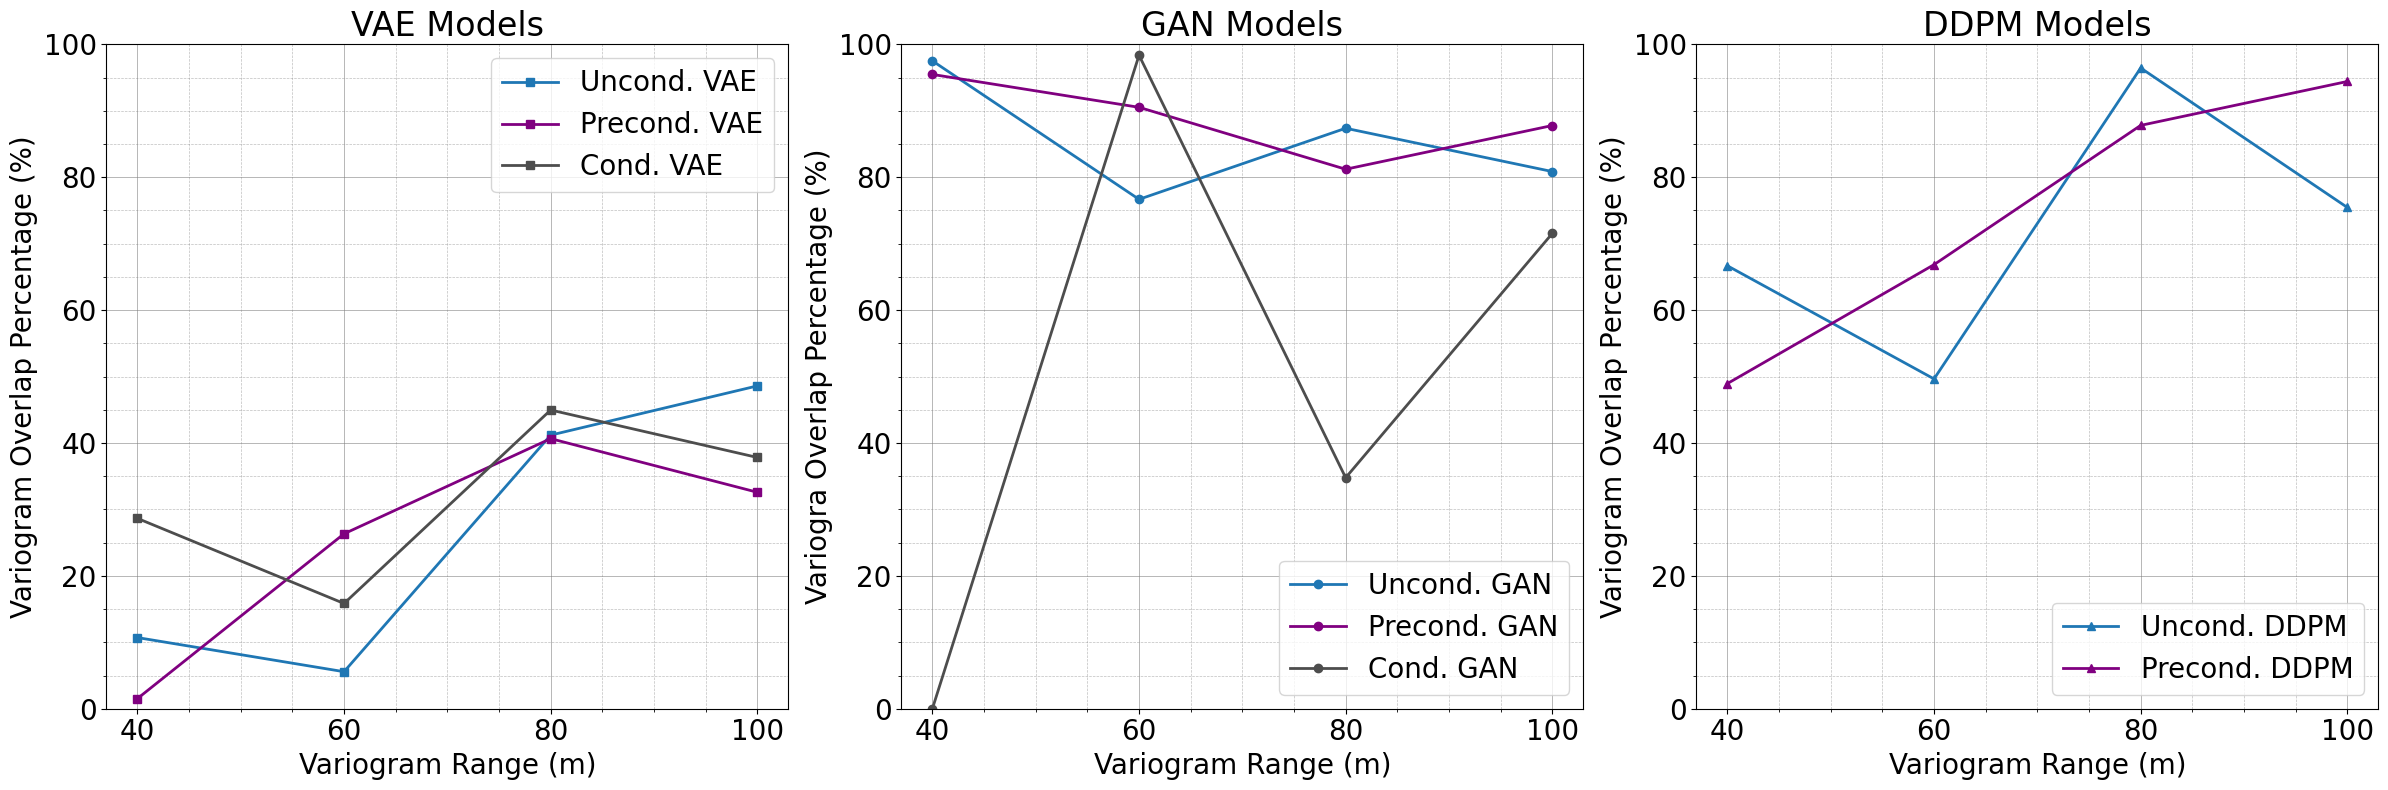 VAE Models
Variogram Overlap Percentage (%)
100
80
60
40
20
0
Uncond. VAE
Precond. VAE
Cond. VAE
40 60 80 100
Variogram Range (m)
GAN Models
Variogra Overlap Percentage (%)
100
80
60
40
20
0
Uncond. GAN
Precond. GAN
Cond. GAN
40 60 80 100
Variogram Range (m)
DDPM Models
Variogram Overlap Percentage (%)
100
80
60
40
20
0
Uncond. DDPM
Precond. DDPM
40 60 80 100
Variogram Range (m)